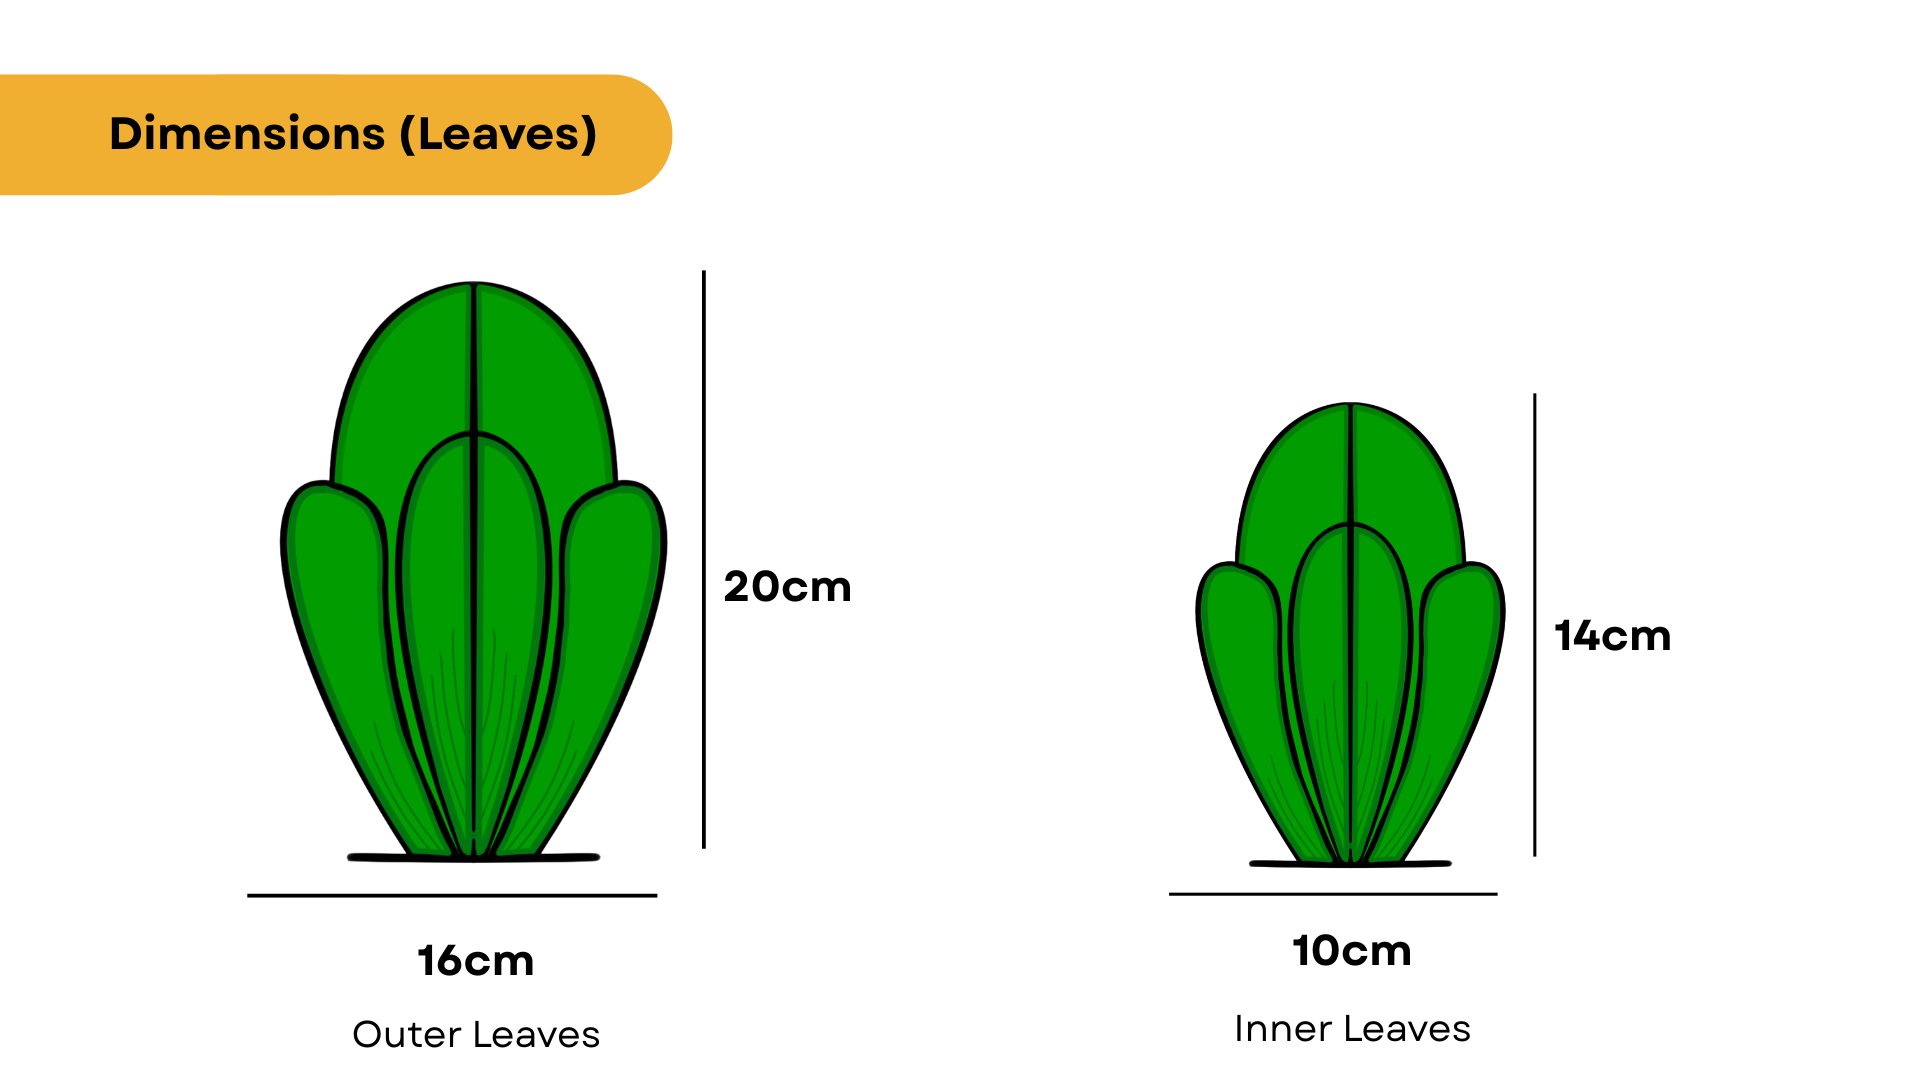 Dimensions (Leaves)
20cm
14cm
16cm
10cm
Outer Leaves
Inner Leaves